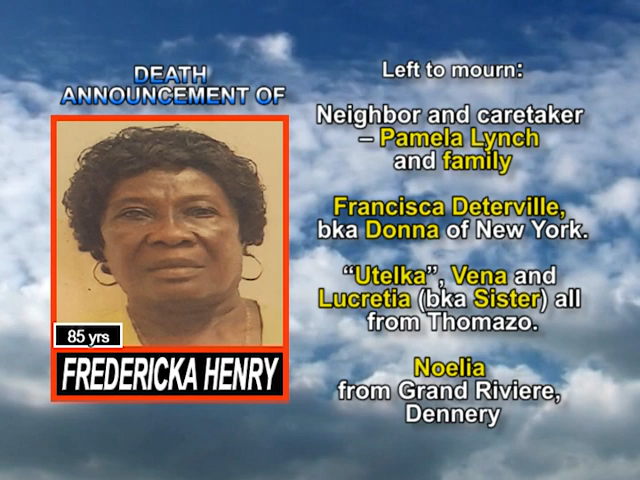 DEATH
ANNOUNCEMENT OF
85 yrs
FREDERICKA HENRY
Left to mourn:
Neighbor and caretaker
– Pamela Lynch
and family
Francisca Deterville,
bka Donna of New York.
“Utelka”, Vena and
Lucretia (bka Sister) all
from Thomazo.
Noelia
from Grand Riviere,
Dennery